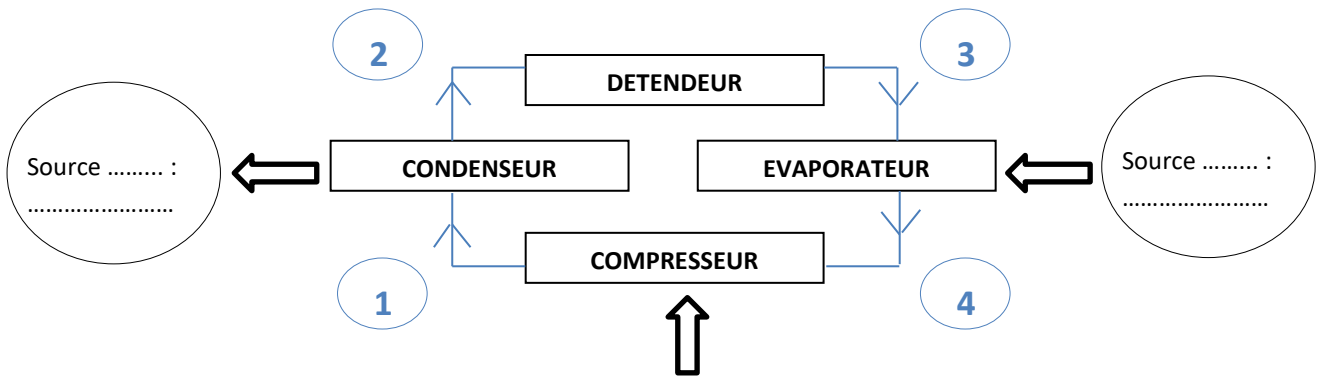 2
3
DETENDEUR
Source ........ :
CONDENSEUR
EVAPORATEUR
Source ........ :
……………………
……………………
COMPRESSEUR
1
4